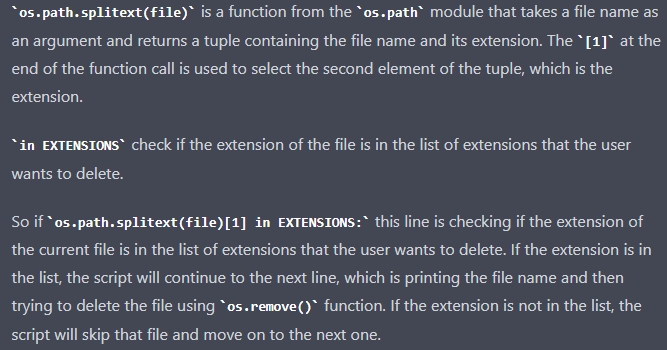 `os.path.splitext(file)` is a function from the `os.path` module that takes a file name as
an argument and returns a tuple containing the file name and its extension. The `[1]` at the
end of the function call is used to select the second element of the tuple, which is the
extension.
`in EXTENSIONS` check if the extension of the file is in the list of extensions that the user
wants to delete.
So if `os.path.splitext(file)[1] in EXTENSIONS:` this line is checking if the extension of
the current file is in the list of extensions that the user wants to delete. If the extension is in
the list, the script will continue to the next line, which is printing the file name and then
trying to delete the file using `os.remove()` function. If the extension is not in the list, the
script will skip that file and move on to the next one.